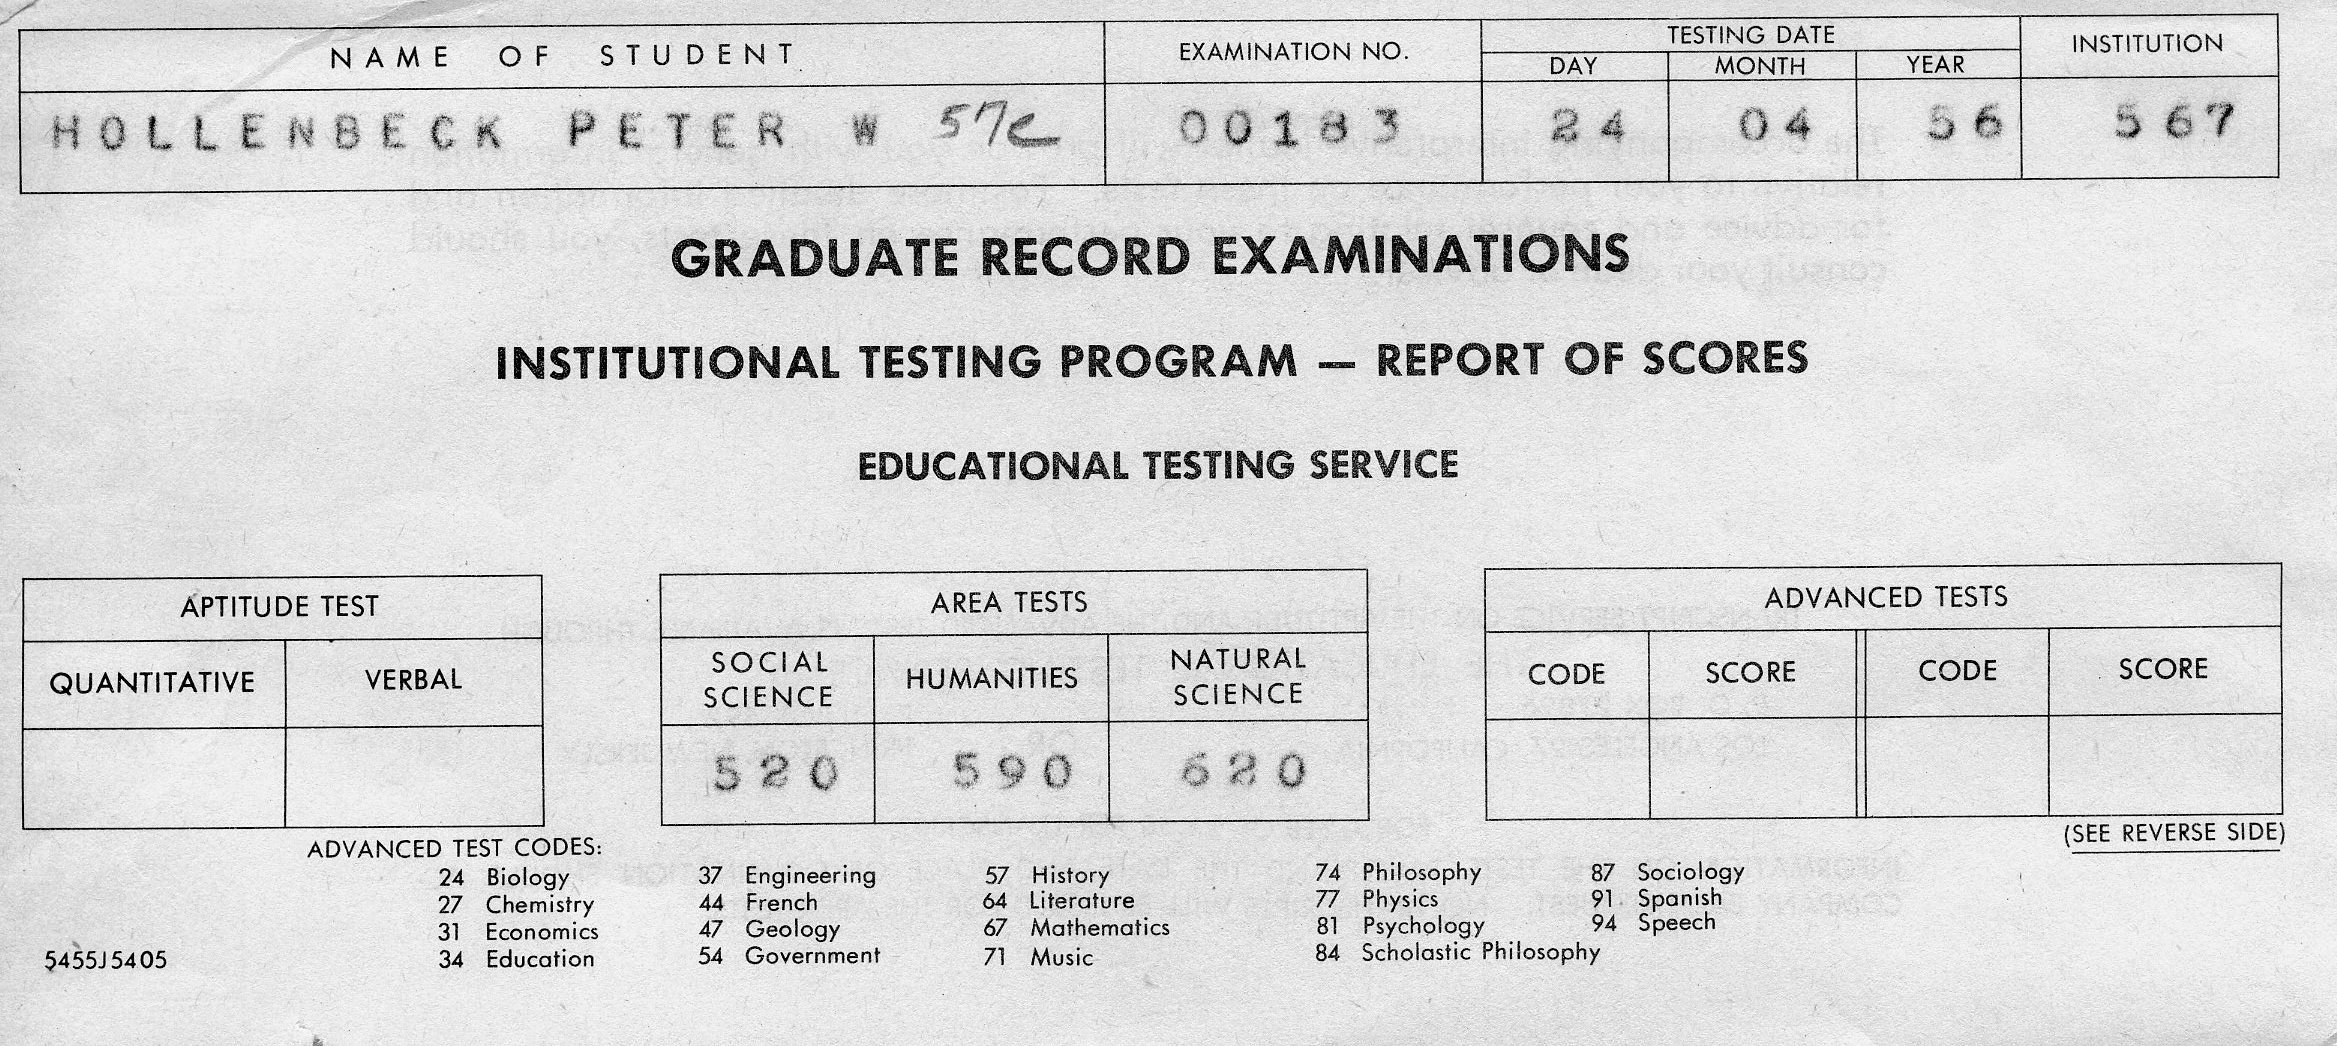 NAME OF STUDENT
EXAMINATION NO.
TESTING DATE
INSTITUTION
DAY MONTH YEAR
HOLLENBECK PETER W 57c 00183 24 04 56 567
GRADUATE RECORD EXAMINATIONS
INSTITUTIONAL TESTING PROGRAM — REPORT OF SCORES
EDUCATIONAL TESTING SERVICE
APTITUDE TEST
QUANTITATIVE VERBAL
AREA TESTS
SOCIAL SCIENCE HUMANITIES NATURAL SCIENCE
520 590 620
ADVANCED TESTS
CODE SCORE CODE SCORE
(SEE REVERSE SIDE)
ADVANCED TEST CODES:
24 Biology
27 Chemistry
31 Economics
34 Education
37 Engineering
44 French
47 Geology
54 Government
57 History
64 Literature
67 Mathematics
71 Music
74 Philosophy
77 Physics
81 Psychology
84 Scholastic Philosophy
87 Sociology
91 Spanish
94 Speech
5455J5405